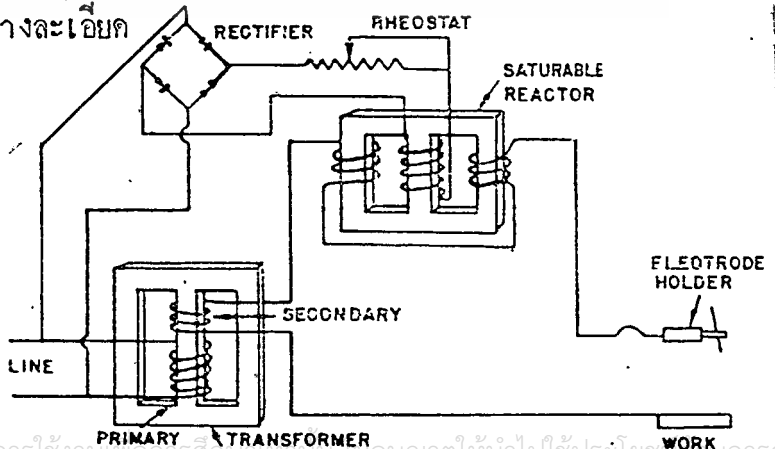 างละเอียด
RECTIFIER
RHEOSTAT
SATURABLE
REACTOR
ELECTRODE
HOLDER
SECONDARY
LINE
PRIMARY
TRANSFORMER
WORK